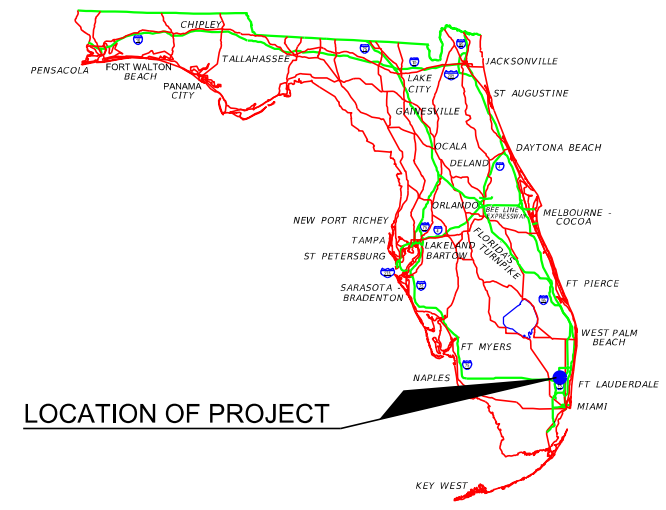 CHIPLEY
PENSACOLA
FORT WALTON
BEACH
PANAMA
CITY
TALLAHASSEE
LAKE
CITY
JACKSONVILLE
ST AUGUSTINE
GAINESVILLE
OCALA
DELAND
DAYTONA BEACH
ORLANDO
BEE LINE
EXPRESSWAY
MELBOURNE -
COCOA
NEW PORT RICHEY
TAMPA
ST PETERSBURG
LAKELAND
BARTOW
FLORIDA'S
TURNPIKE
SARASOTA -
BRADENTON
FT PIERCE
WEST PALM
BEACH
FT MYERS
NAPLES
FT LAUDERDALE
MIAMI
LOCATION OF PROJECT
KEY WEST